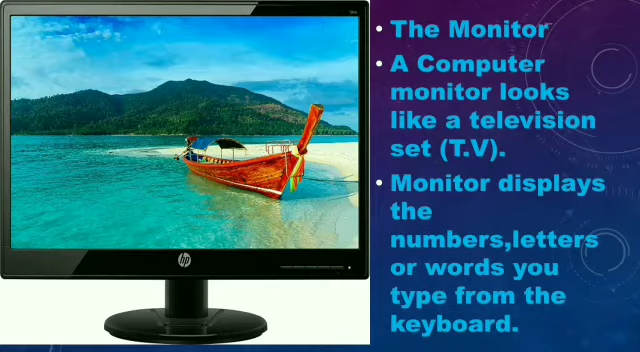 • The Monitor
• A Computer
monitor looks
like a television
set (T.V).
• Monitor displays
the
numbers,letters
or words you
type from the
keyboard.
hp